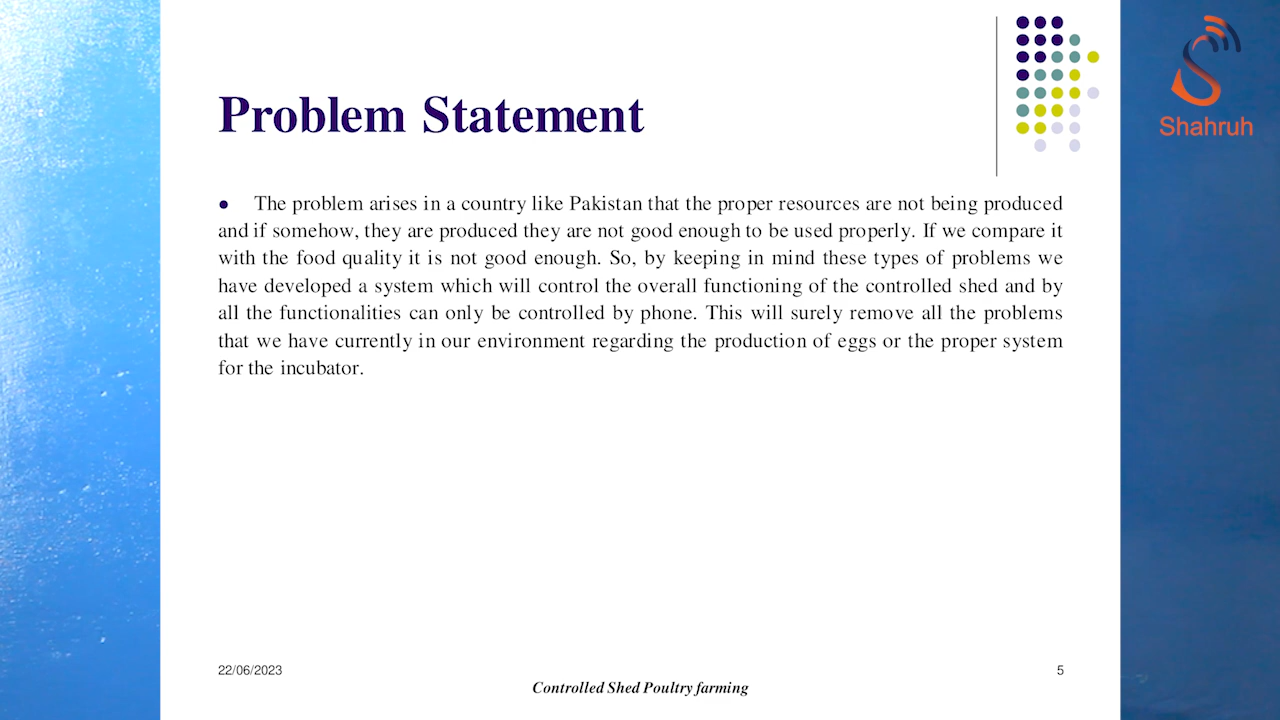 Shahruh
Problem Statement
● The problem arises in a country like Pakistan that the proper resources are not being produced
and if somehow, they are produced they are not good enough to be used properly. If we compare it
with the food quality it is not good enough. So, by keeping in mind these types of problems we
have developed a system which will control the overall functioning of the controlled shed and by
all the functionalities can only be controlled by phone. This will surely remove all the problems
that we have currently in our environment regarding the production of eggs or the proper system
for the incubator.
22/06/2023
5
Controlled Shed Poultry farming